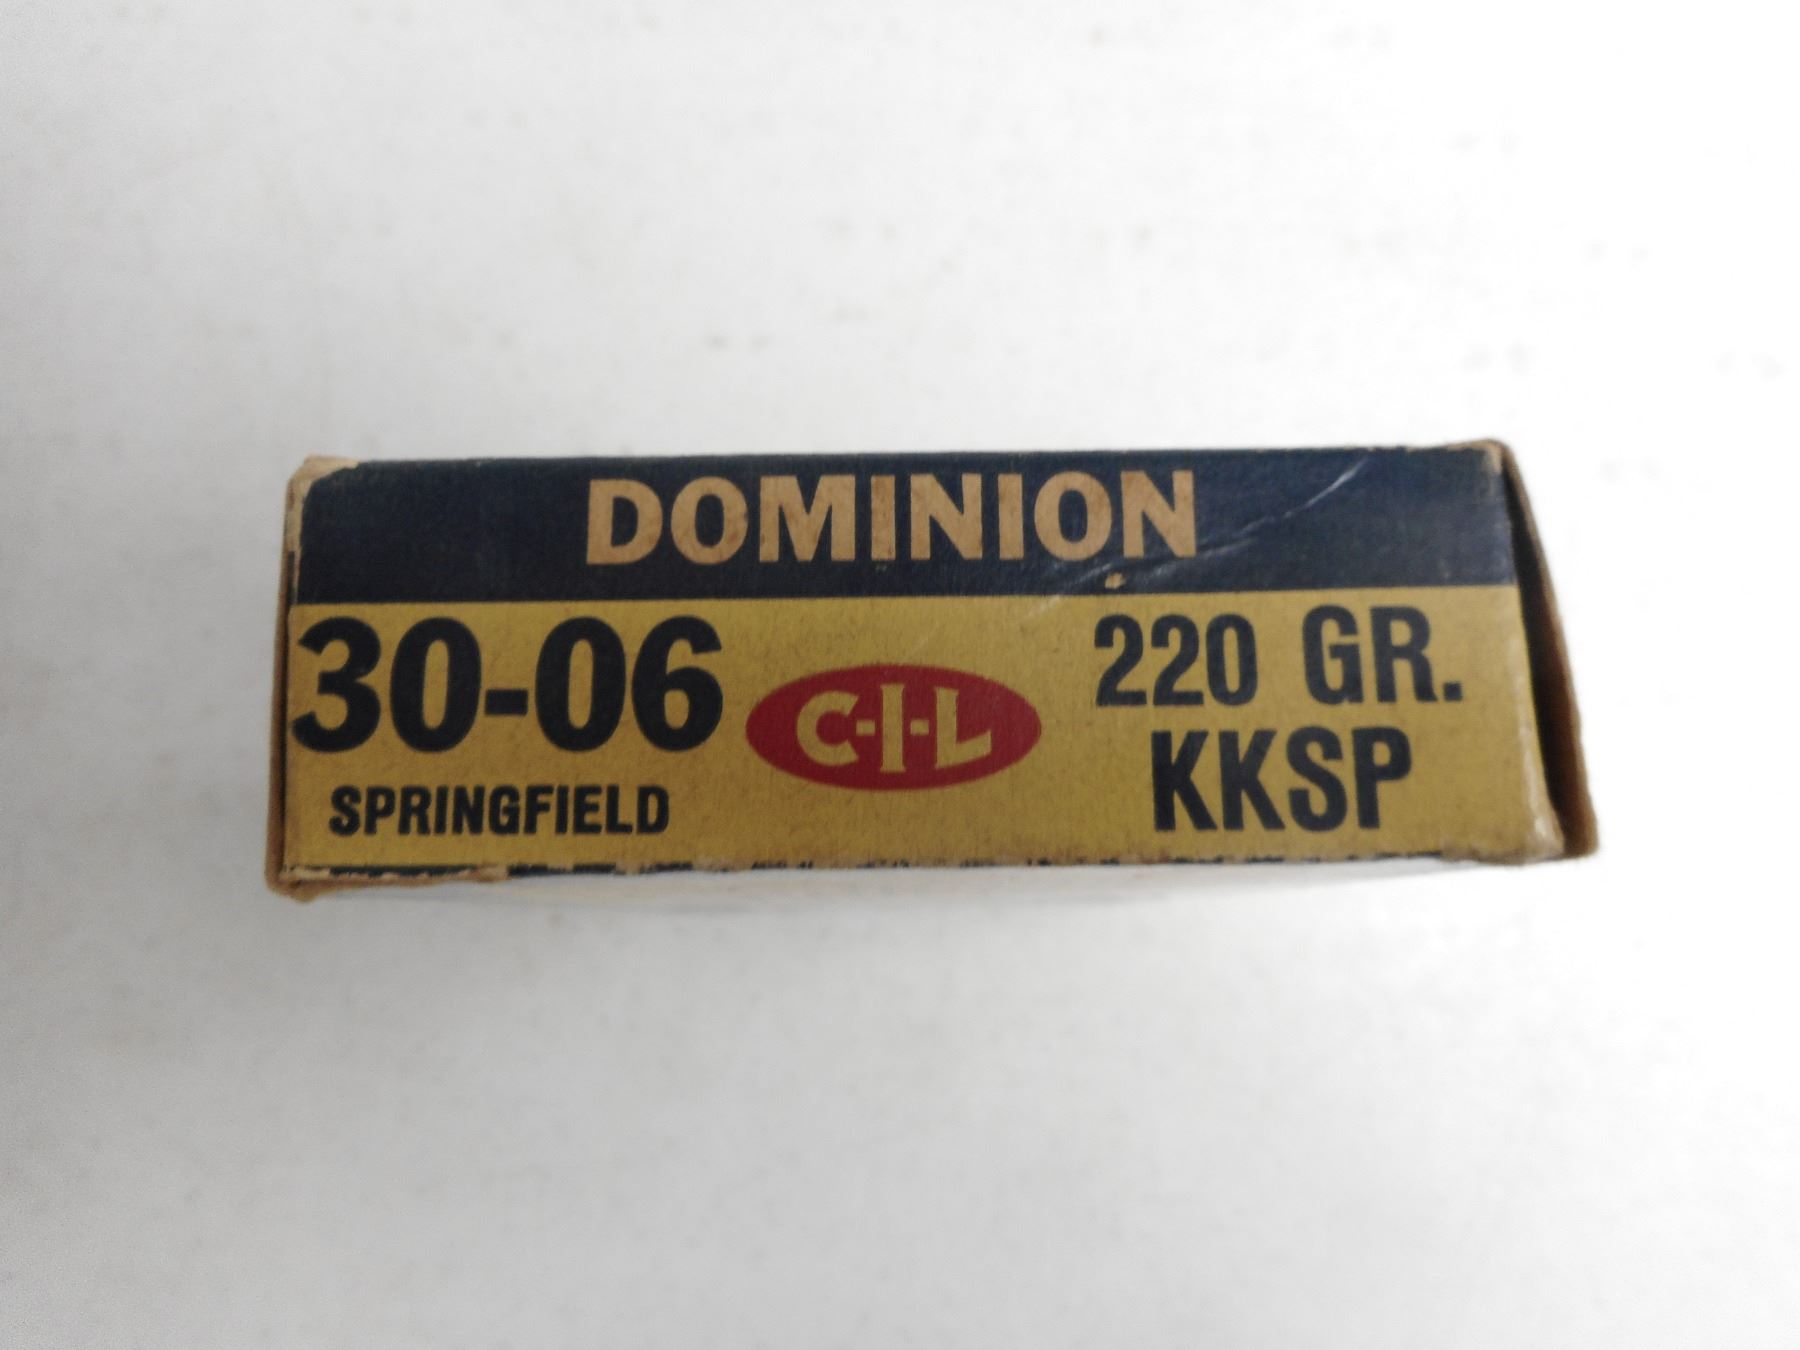 DOMINION
30-06
SPRINGFIELD
C-I-L
220 GR.
KKSP